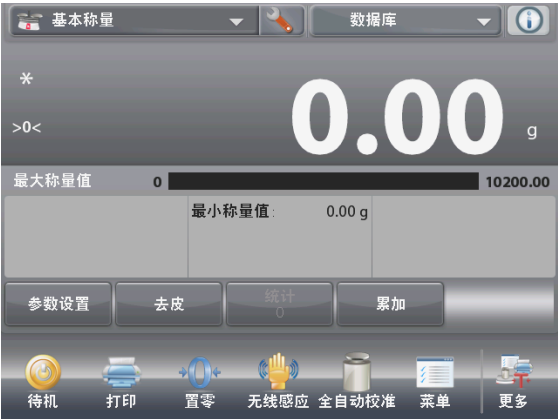 基本称量 数据库
*
>0<
0.00 g
最大称量值 0 10200.00
最小称量值: 0.00 g
参数设置 去皮 统计 累加
0
待机 打印 置零 无线感应 全自动校准 菜单 更多